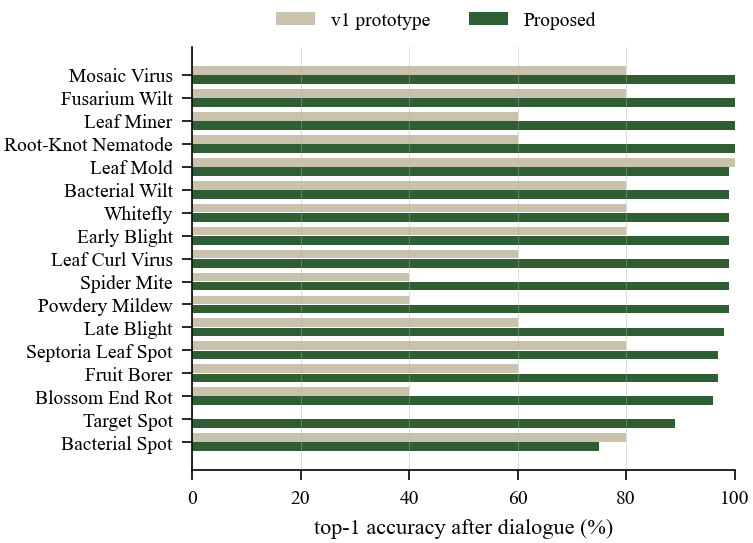 v1 prototype Proposed
Mosaic Virus
Fusarium Wilt
Leaf Miner
Root-Knot Nematode
Leaf Mold
Bacterial Wilt
Whitefly
Early Blight
Leaf Curl Virus
Spider Mite
Powdery Mildew
Late Blight
Septoria Leaf Spot
Fruit Borer
Blossom End Rot
Target Spot
Bacterial Spot
0 20 40 60 80 100
top-1 accuracy after dialogue (%)